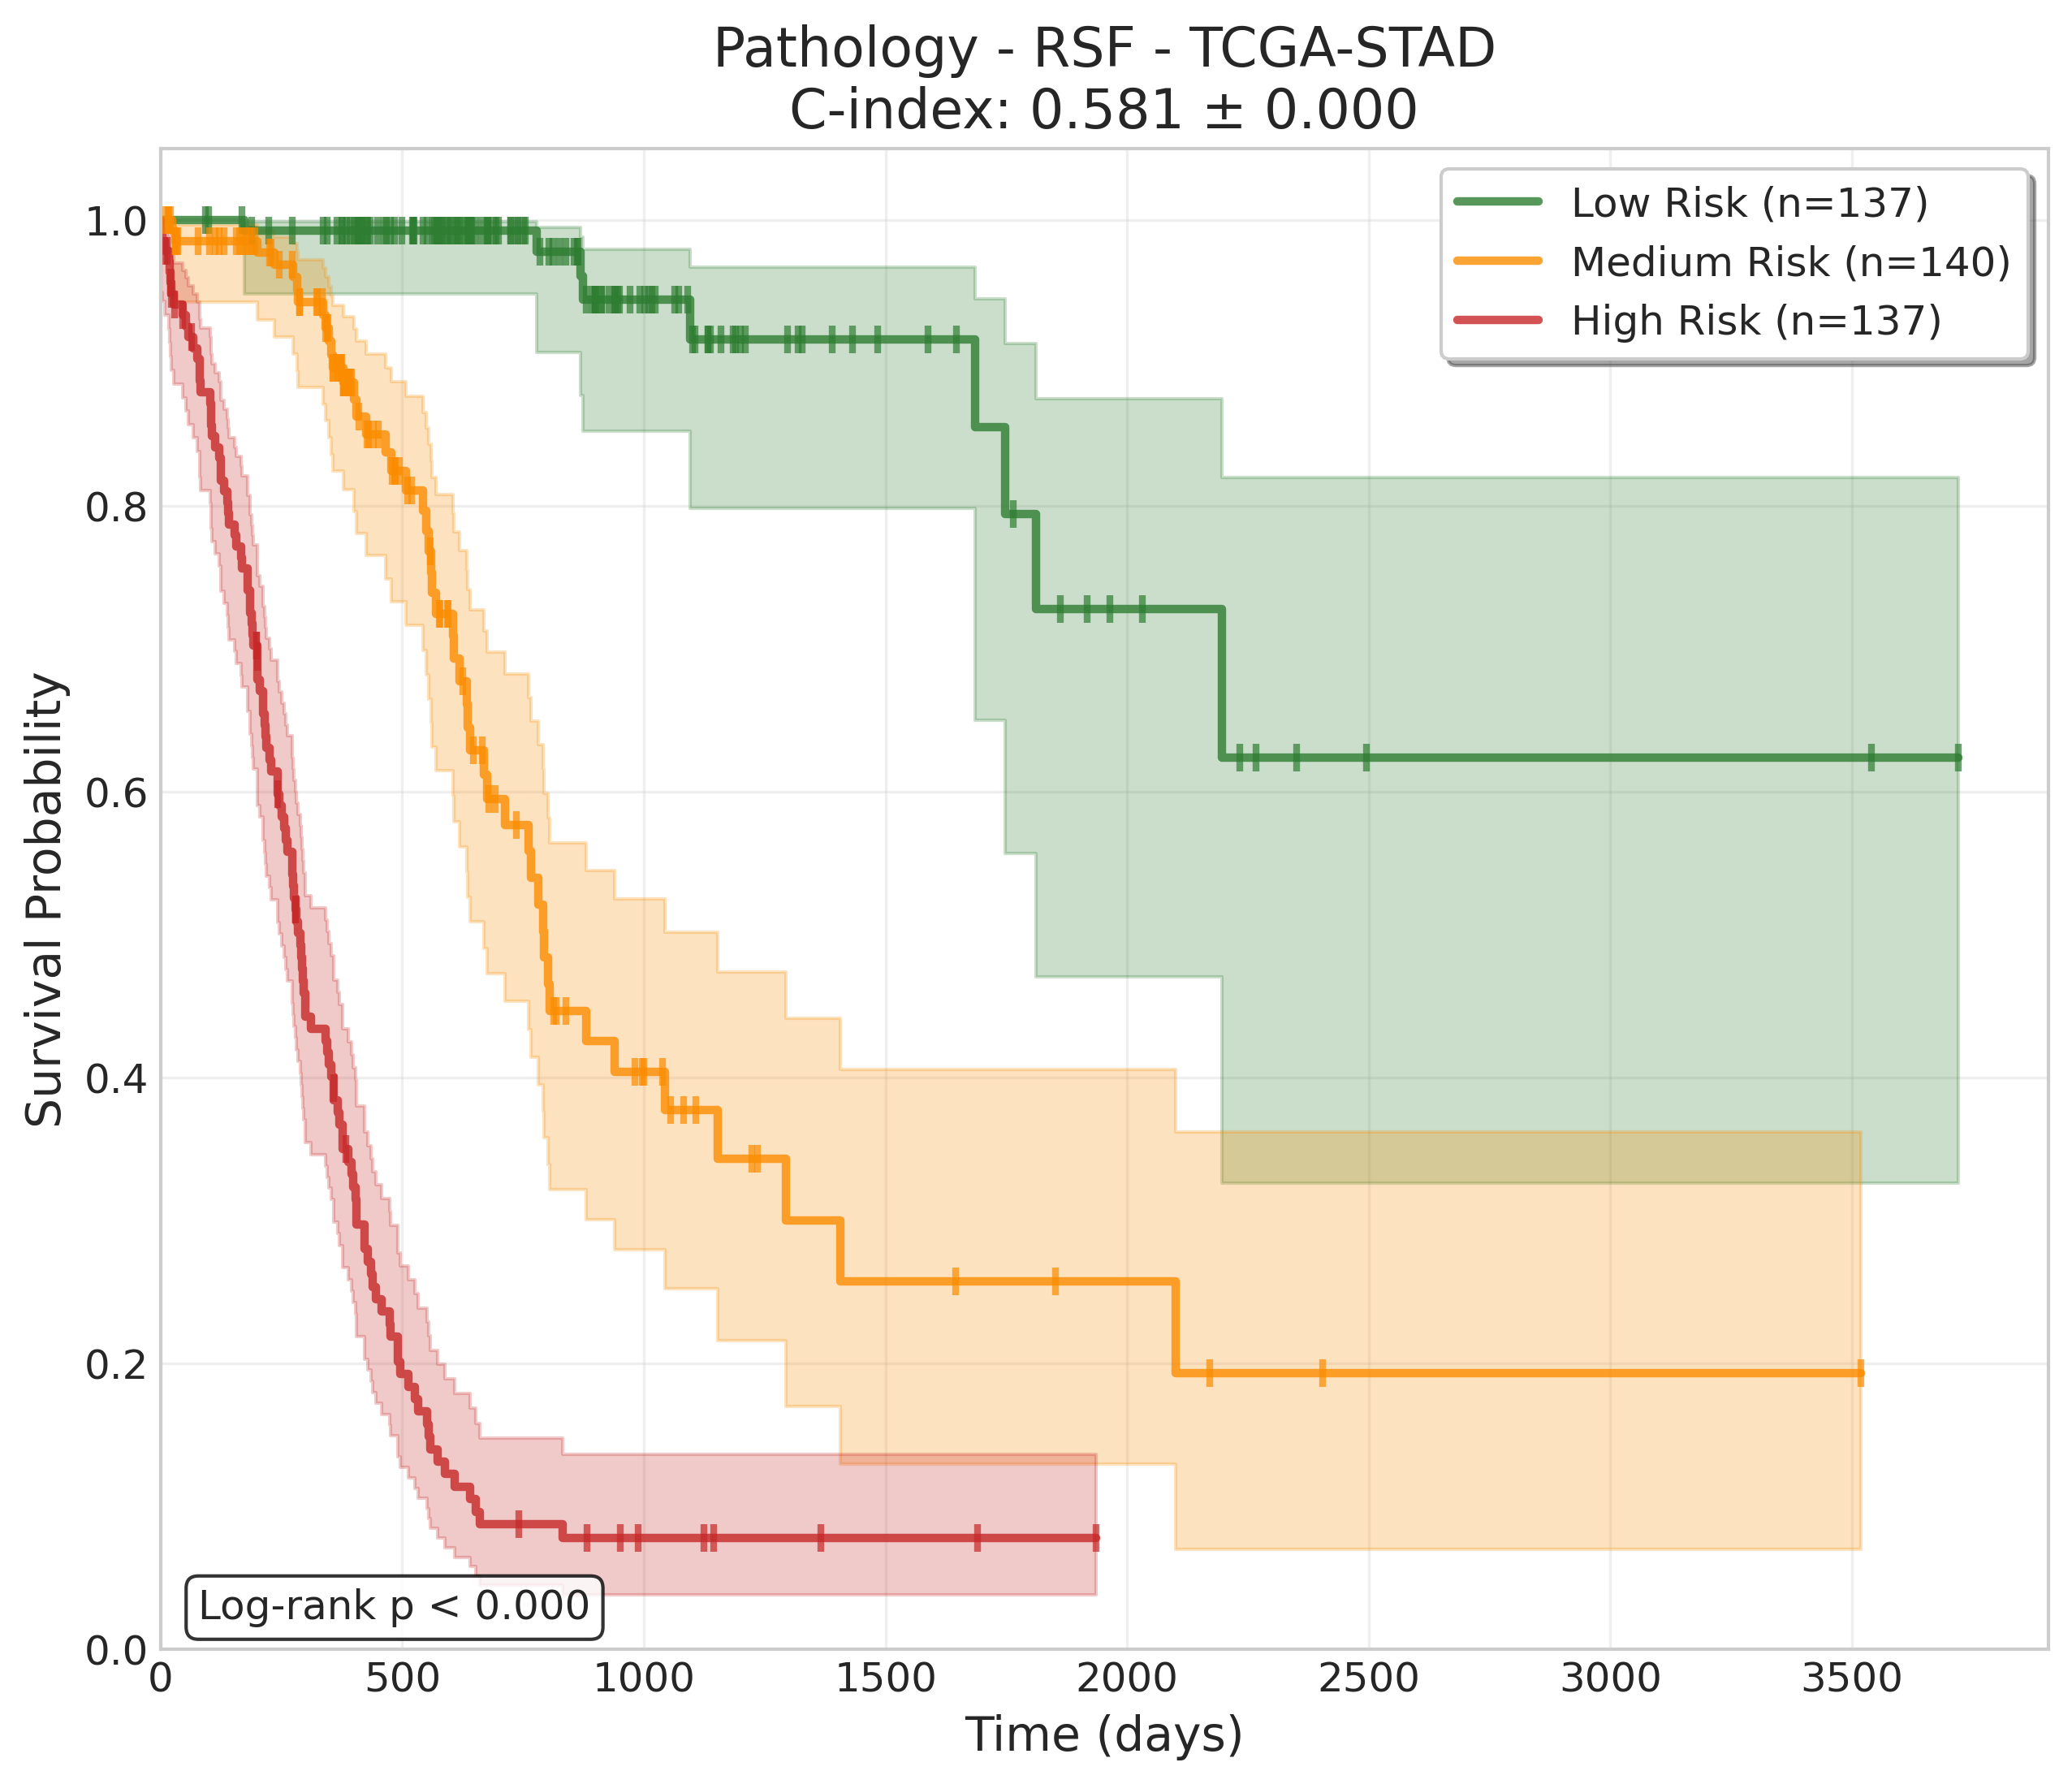 Pathology - RSF - TCGA-STAD
C-index: 0.581 ± 0.000
Low Risk (n=137)
Medium Risk (n=140)
High Risk (n=137)
Survival Probability
1.0
0.8
0.6
0.4
0.2
0.0
Log-rank p < 0.000
0 500 1000 1500 2000 2500 3000 3500
Time (days)